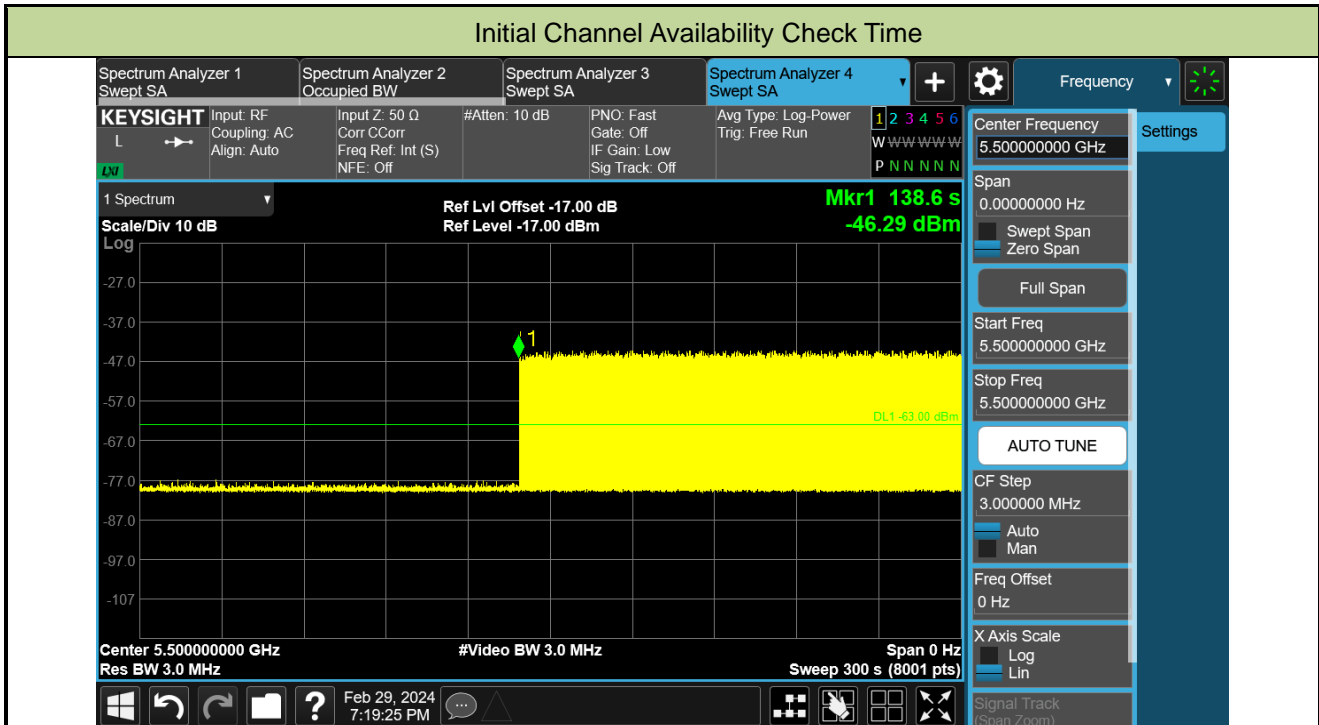 Initial Channel Availability Check Time
Spectrum Analyzer 1
Swept SA
Spectrum Analyzer 2
Occupied BW
Spectrum Analyzer 3
Swept SA
Spectrum Analyzer 4
Swept SA
+
Frequency
KEYSIGHT
L
LXI
Input: RF
Coupling: AC
Align: Auto
Input Z: 50 Ω
Corr CCorr
Freq Ref: Int (S)
NFE: Off
#Atten: 10 dB
PNO: Fast
Gate: Off
IF Gain: Low
Sig Track: Off
Avg Type: Log-Power
Trig: Free Run
1 2 3 4 5 6
W W W W W W
P N N N N N
1 Spectrum
Scale/Div 10 dB
Log
Ref Lvl Offset -17.00 dB
Ref Level -17.00 dBm
Mkr1 138.6 s
-46.29 dBm
-27.0
-37.0
-47.0
-57.0
-67.0
-77.0
-87.0
-97.0
-107
1
DL1 -63.00 dBm
Center 5.500000000 GHz
Res BW 3.0 MHz
#Video BW 3.0 MHz
Span 0 Hz
Sweep 300 s (8001 pts)
?
Feb 29, 2024
7:19:25 PM
Center Frequency
5.500000000 GHz
Settings
Span
0.00000000 Hz
Swept Span
Zero Span
Full Span
Start Freq
5.500000000 GHz
Stop Freq
5.500000000 GHz
AUTO TUNE
CF Step
3.000000 MHz
Auto
Man
Freq Offset
0 Hz
X Axis Scale
Log
Lin
Signal Track
(Span Zoom)